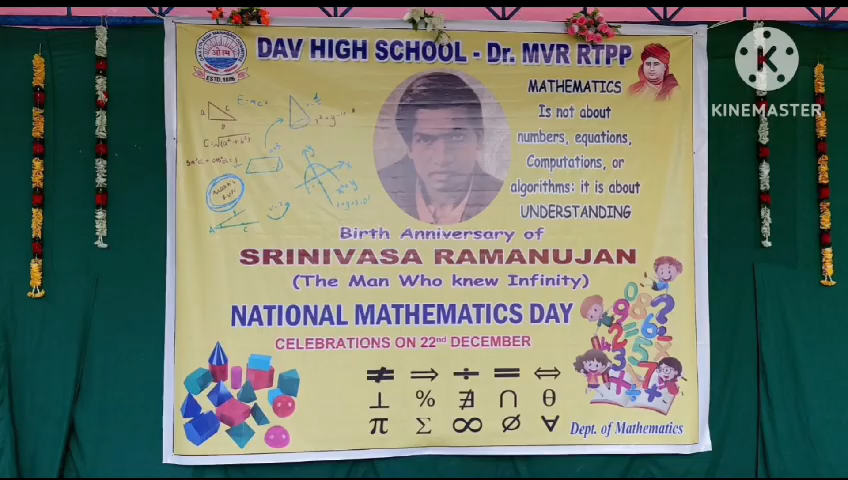 DAV HIGH SCHOOL - Dr. MVR RTPP
ESTD. 1886
MATHEMATICS
Is not about
numbers, equations,
Computations, or
algorithms: it is about
UNDERSTANDING
Birth Anniversary of
SRINIVASA RAMANUJAN
(The Man Who knew Infinity)
NATIONAL MATHEMATICS DAY
CELEBRATIONS ON 22nd DECEMBER
≠ ⇒ ÷ = ⇔
⊥ % ∄ ∩ θ
π Σ ∞ Ø ∀
Dept. of Mathematics
KINEMASTER